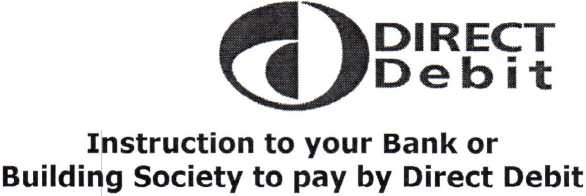 DIRECT
Debit
Instruction to your Bank or
Building Society to pay by Direct Debit